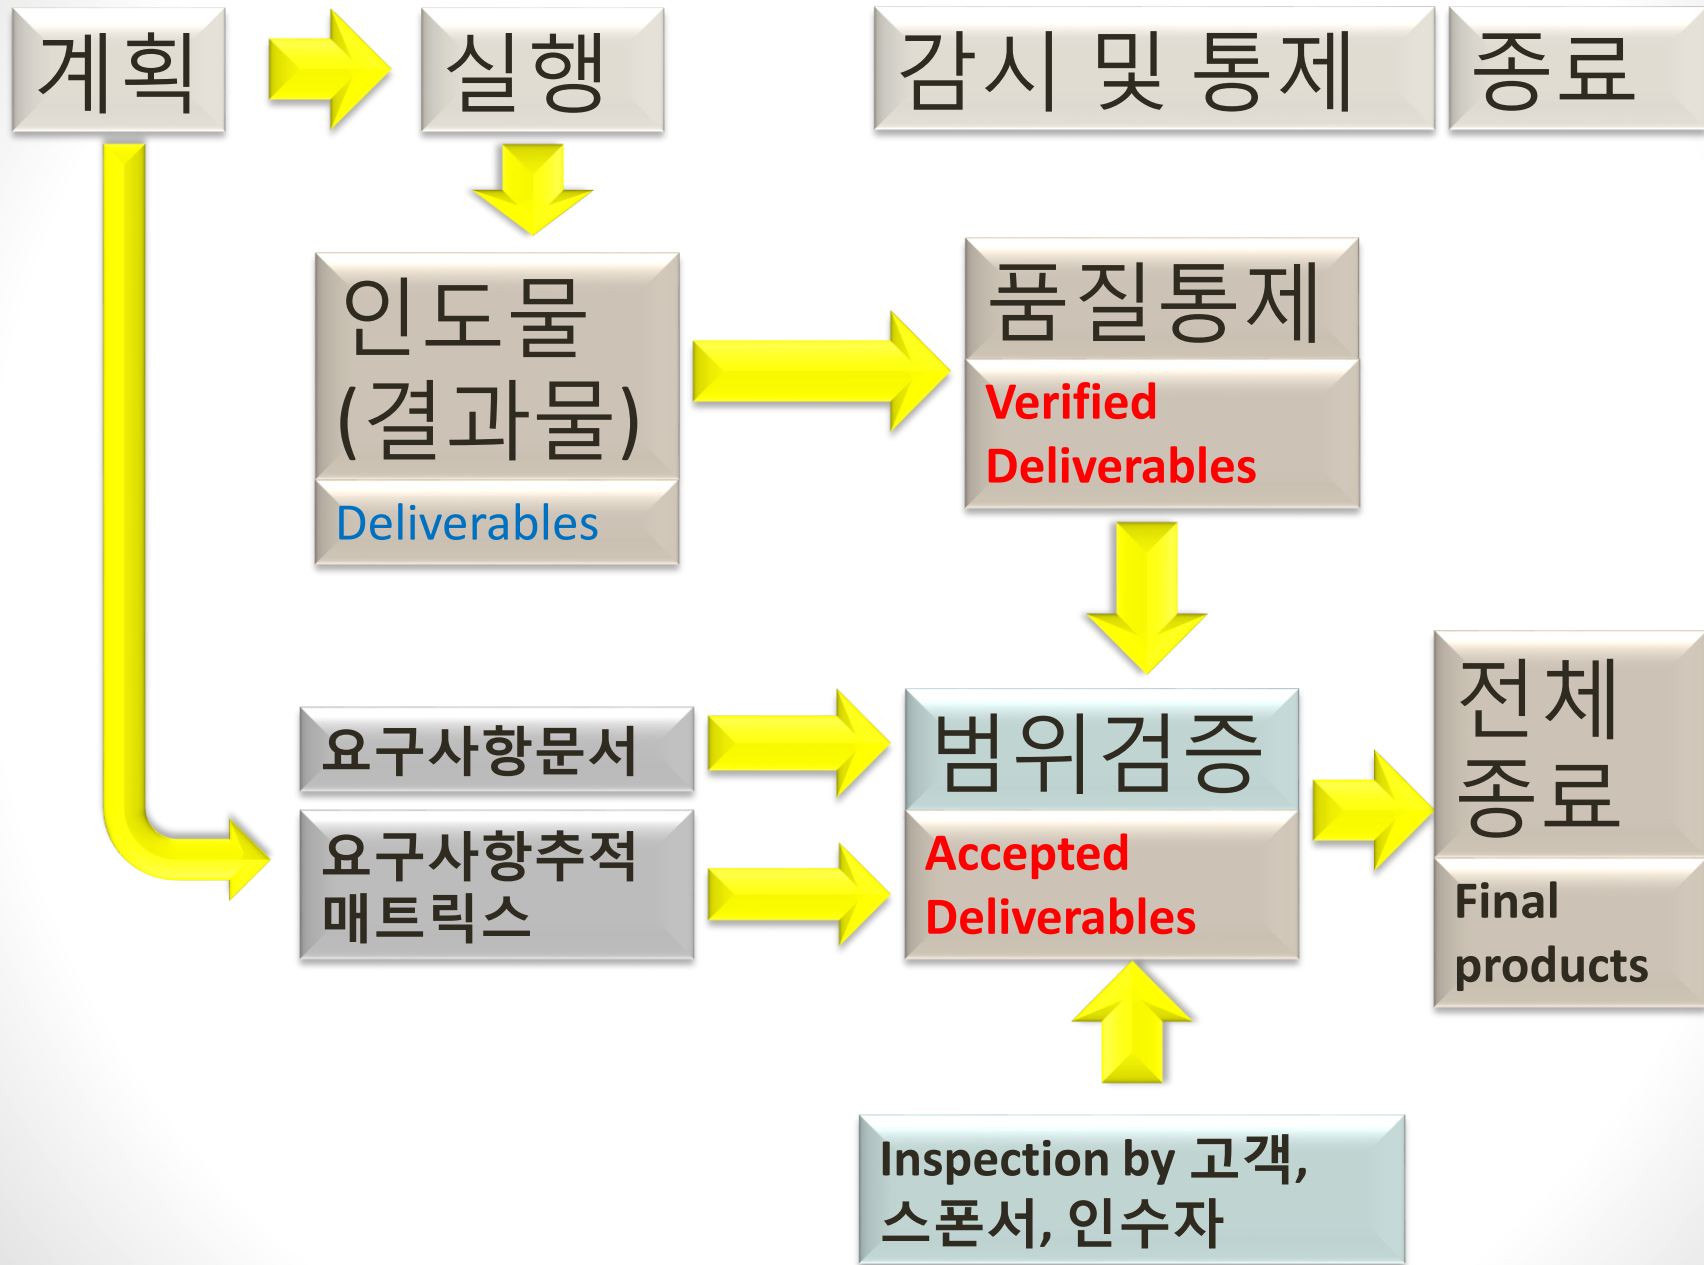 계획
실행
감시 및 통제
종료
인도물
(결과물)
Deliverables
품질통제
Verified
Deliverables
요구사항문서
요구사항추적
매트릭스
범위검증
Accepted
Deliverables
전체
종료
Final
products
Inspection by 고객,
스폰서, 인수자